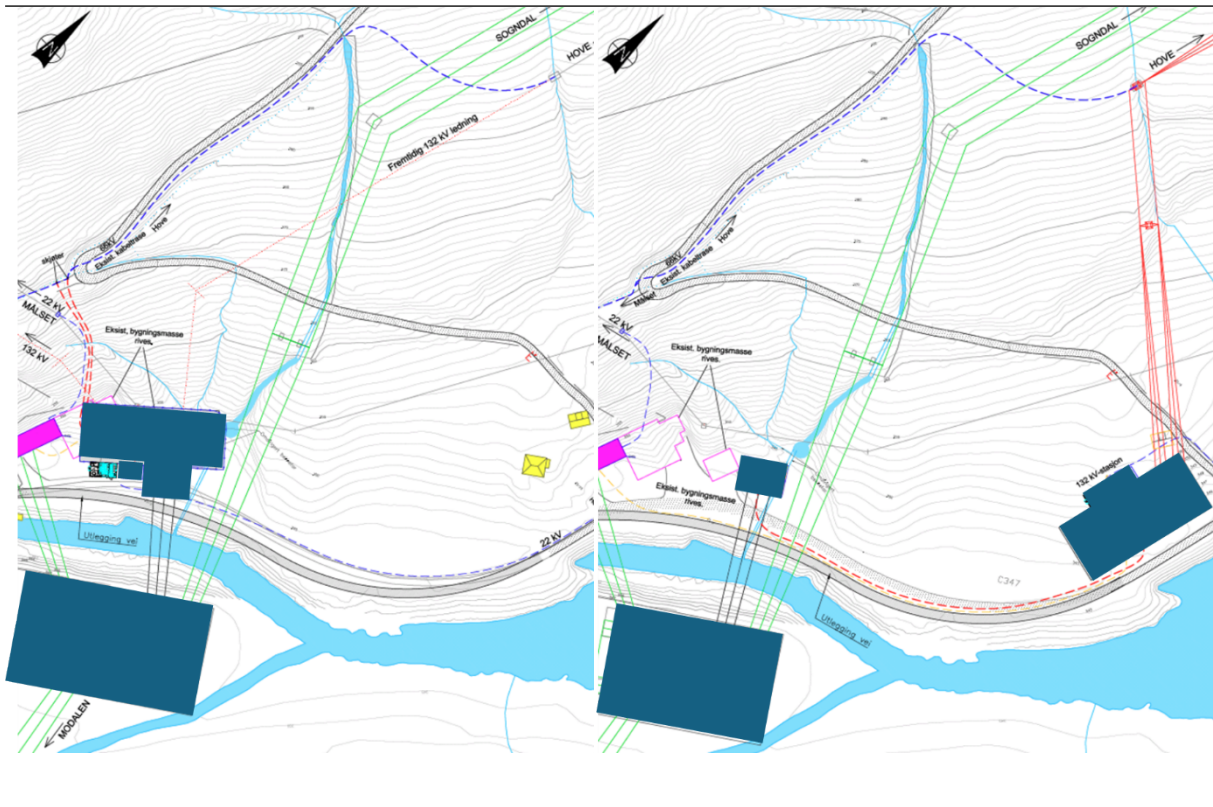 SOGNDAL
HOVE
Fremtidig 132 kV ledning
66kV
Eksist. kabeltrase
Hove
skjøter
22 kV
MÅLSET
132 kV
Eksist. bygningsmasse
rives.
Utlegging vei
22 kV
MODALEN
SOGNDAL
HOVE
66kV
Eksist. kabeltrase
Hove
Målset
22 kV
MÅLSET
Eksist. bygningsmasse
rives.
Eksist. bygningsmasse
rives.
132 kV-stasjon
C347
Utlegging vei